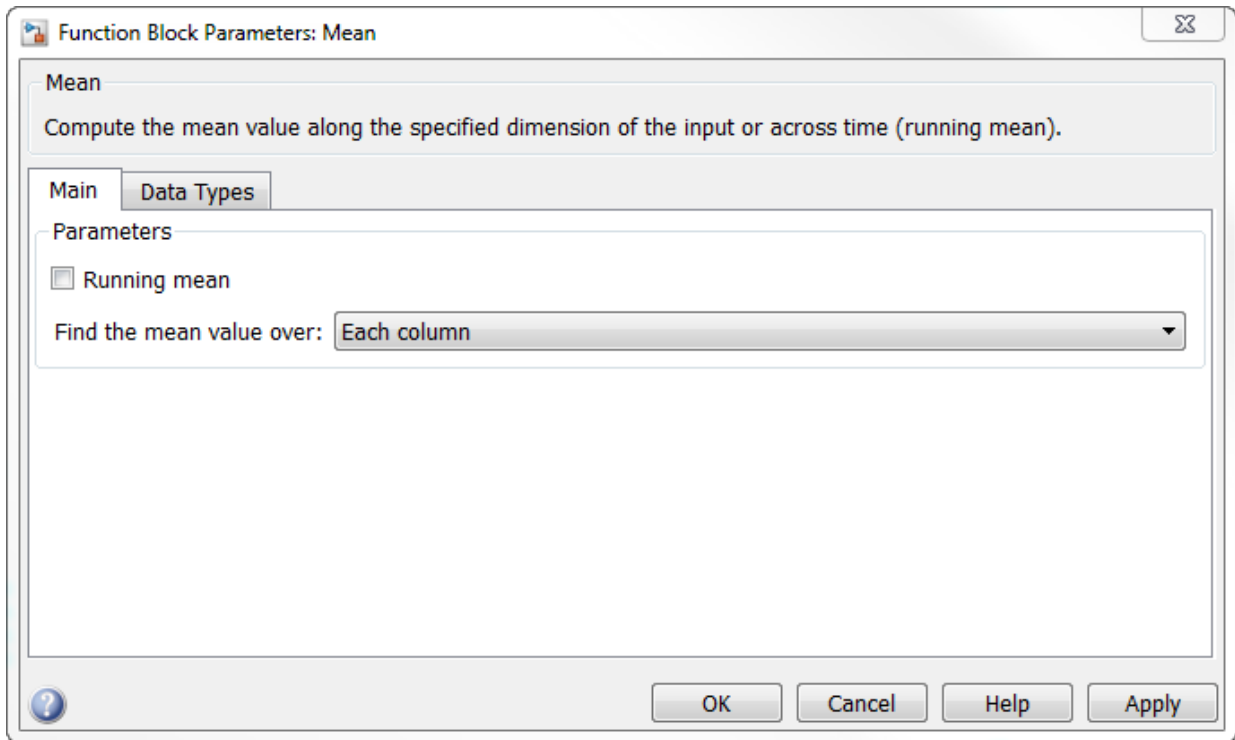 Function Block Parameters: Mean
Mean
Compute the mean value along the specified dimension of the input or across time (running mean).
Main Data Types
Parameters
Running mean
Find the mean value over: Each column
OK Cancel Help Apply